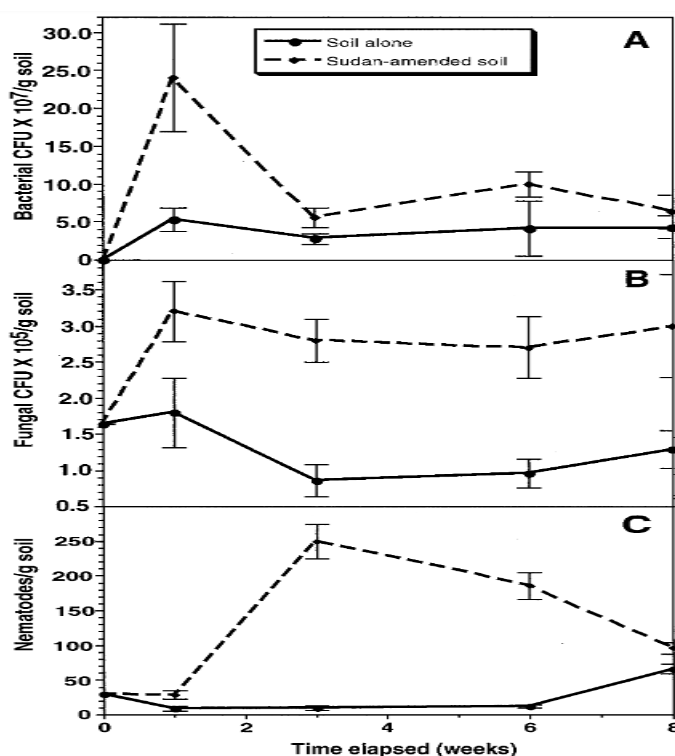 A
Soil alone
Sudan-amended soil
Bacterial CFU X 10⁷/g soil
30.0
25.0
20.0
15.0
10.0
5.0
0
B
Fungal CFU X 10⁵/g soil
3.5
3.0
2.5
2.0
1.5
1.0
0.5
C
Nematodes/g soil
250
200
150
100
50
0
0 2 4 6 8
Time elapsed (weeks)